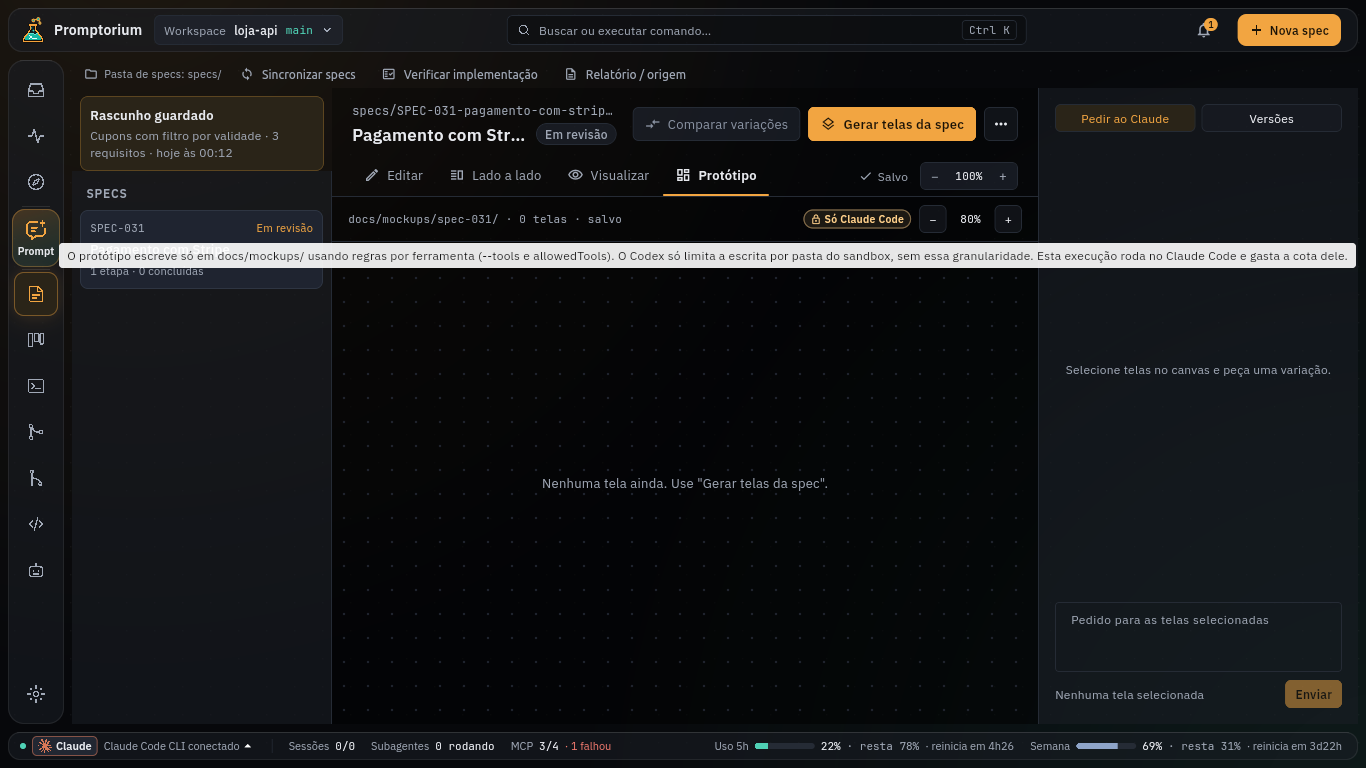 Promptorium
Workspace loja-api main
Buscar ou executar comando...
Ctrl K
1
Nova spec
Pasta de specs: specs/
Sincronizar specs
Verificar implementação
Relatório / origem
Rascunho guardado
Cupons com filtro por validade · 3
requisitos · hoje às 00:12
SPECS
SPEC-031
Em revisão
1 etapa · 0 concluídas
Prompt
specs/SPEC-031-pagamento-com-strip…
Pagamento com Str...
Em revisão
Comparar variações
Gerar telas da spec
Editar
Lado a lado
Visualizar
Protótipo
Salvo
− 100% +
docs/mockups/spec-031/ · 0 telas · salvo
Só Claude Code
− 80% +
O protótipo escreve só em docs/mockups/ usando regras por ferramenta (--tools e allowedTools). O Codex só limita a escrita por pasta do sandbox, sem essa granularidade. Esta execução roda no Claude Code e gasta a cota dele.
Nenhuma tela ainda. Use "Gerar telas da spec".
Pedir ao Claude
Versões
Selecione telas no canvas e peça uma variação.
Pedido para as telas selecionadas
Nenhuma tela selecionada
Enviar
Claude
Claude Code CLI conectado
Sessões 0/0
Subagentes 0 rodando
MCP 3/4 · 1 falhou
Uso 5h 22% · resta 78% · reinicia em 4h26
Semana 69% · resta 31% · reinicia em 3d22h